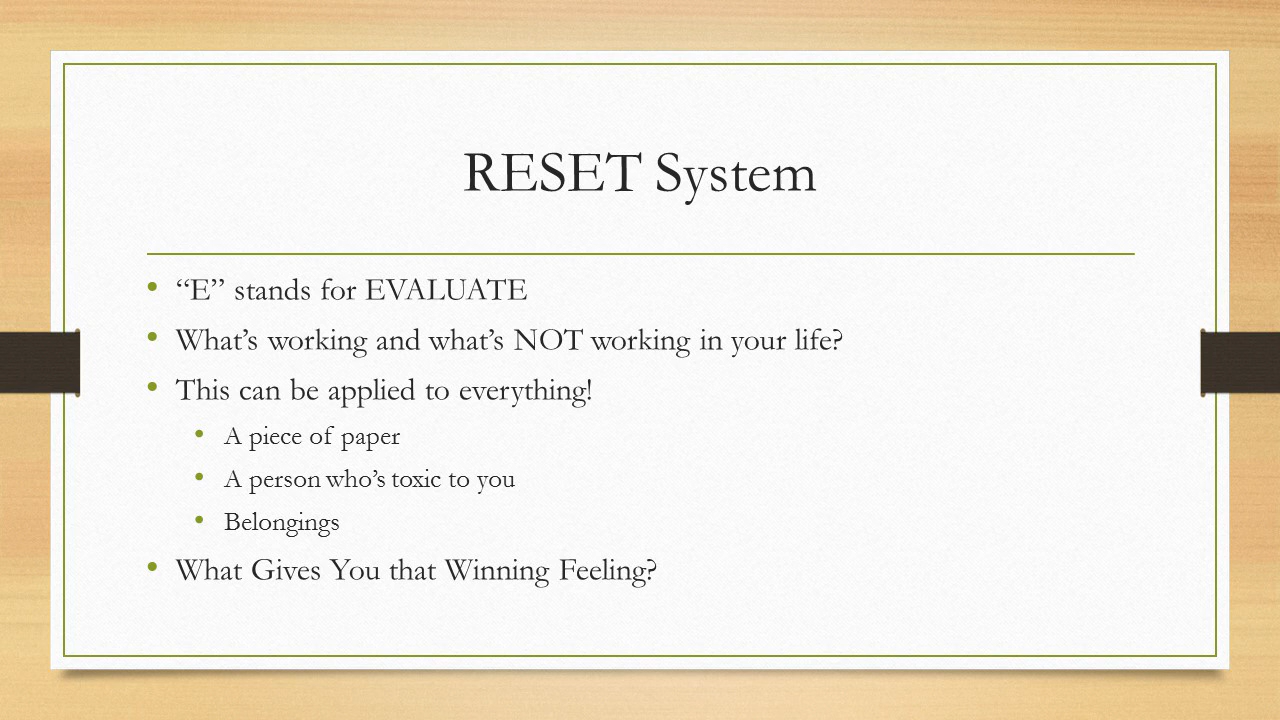 RESET System
• “E” stands for EVALUATE
• What’s working and what’s NOT working in your life?
• This can be applied to everything!
• A piece of paper
• A person who’s toxic to you
• Belongings
• What Gives You that Winning Feeling?